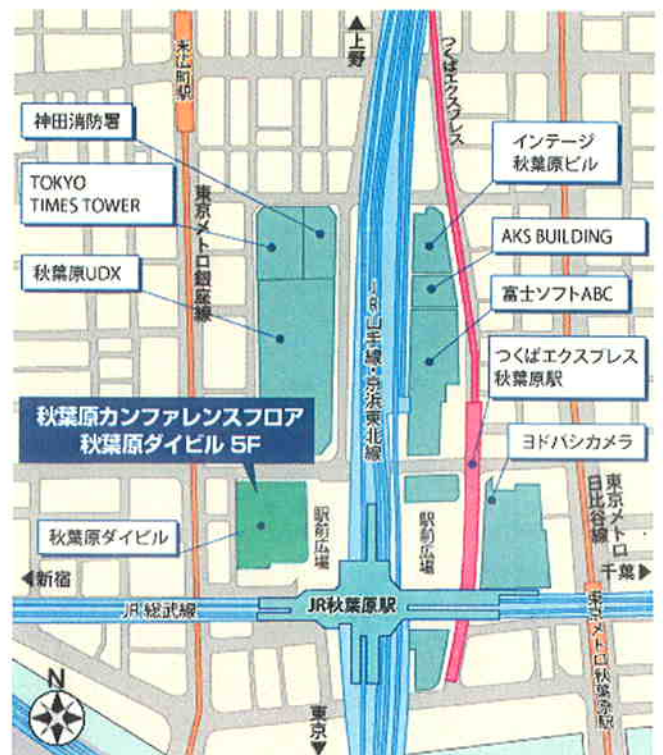 ▲上野
末広町駅
つくばエクスプレス
神田消防署
インテージ
秋葉原ビル
TOKYO
TIMES TOWER
東京メトロ銀座線
AKS BUILDING
秋葉原UDX
富士ソフトABC
JR山手線・京浜東北線
つくばエクスプレス
秋葉原駅
秋葉原カンファレンスフロア
秋葉原ダイビル 5F
ヨドバシカメラ
東京メトロ
日比谷線
秋葉原ダイビル
駅前広場
駅前広場
◀新宿
千葉▶
JR総武線
JR秋葉原駅
東京メトロ秋葉原駅
N
東京▼